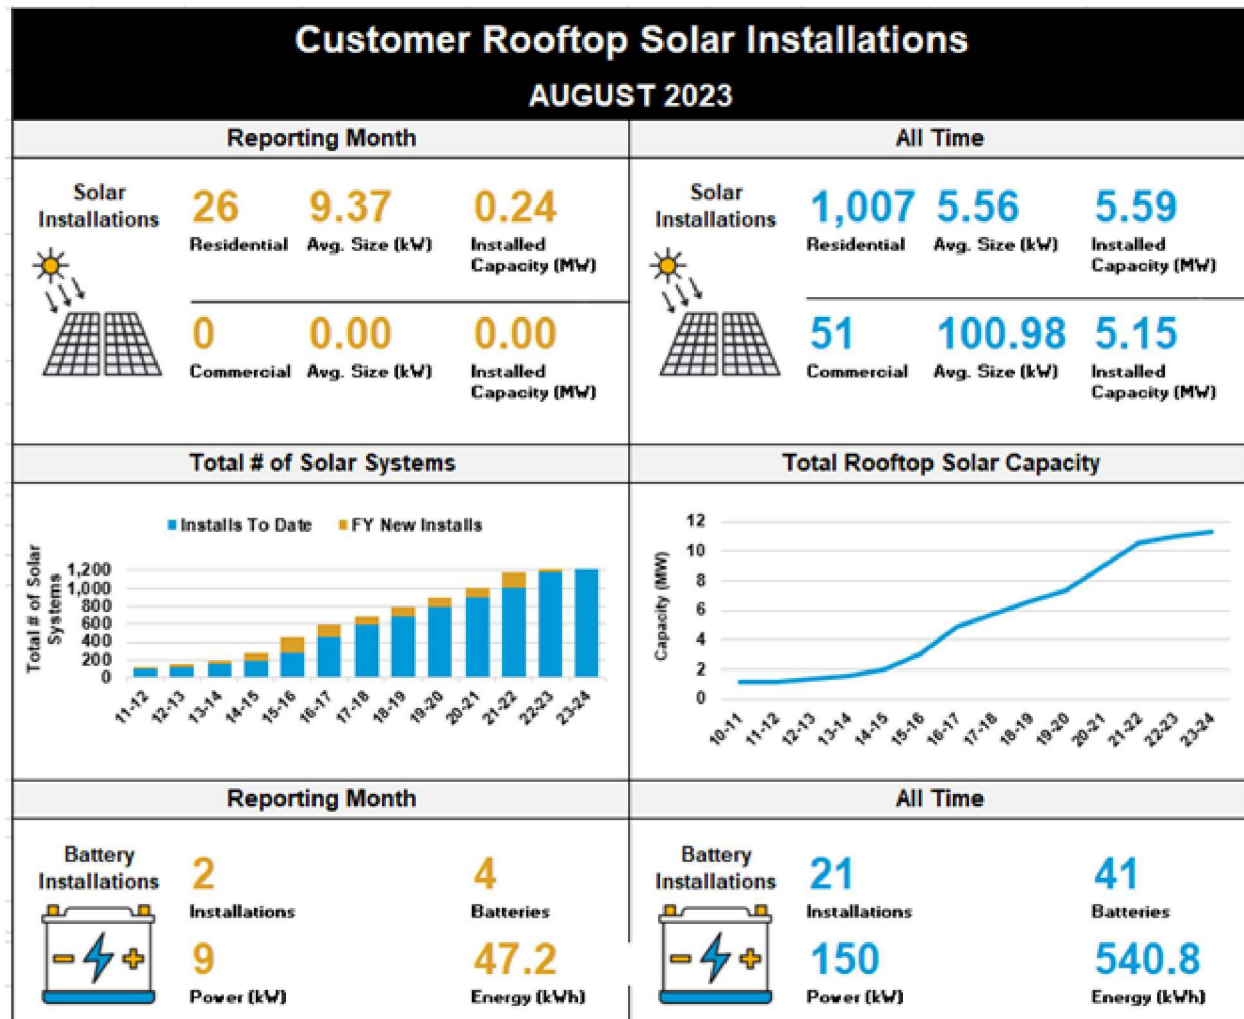 Customer Rooftop Solar Installations
AUGUST 2023
Reporting Month
Solar
Installations
26 9.37 0.24
Residential Avg. Size (kW) Installed
Capacity (MW)
0 0.00 0.00
Commercial Avg. Size (kW) Installed
Capacity (MW)
All Time
Solar
Installations
1,007 5.56 5.59
Residential Avg. Size (kW) Installed
Capacity (MW)
51 100.98 5.15
Commercial Avg. Size (kW) Installed
Capacity (MW)
Total # of Solar Systems
Installs To Date FY New Installs
Total # of Solar
Systems
1,200
1,000
800
600
400
200
0
11-12 12-13 13-14 14-15 15-16 16-17 17-18 18-19 19-20 20-21 21-22 22-23 23-24
Total Rooftop Solar Capacity
Capacity (MW)
12
10
8
6
4
2
0
10-11 11-12 12-13 13-14 14-15 15-16 16-17 17-18 18-19 19-20 20-21 21-22 22-23 23-24
Reporting Month
Battery
Installations
2 4
Installations Batteries
9 47.2
Power (kW) Energy (kWh)
All Time
Battery
Installations
21 41
Installations Batteries
150 540.8
Power (kW) Energy (kWh)